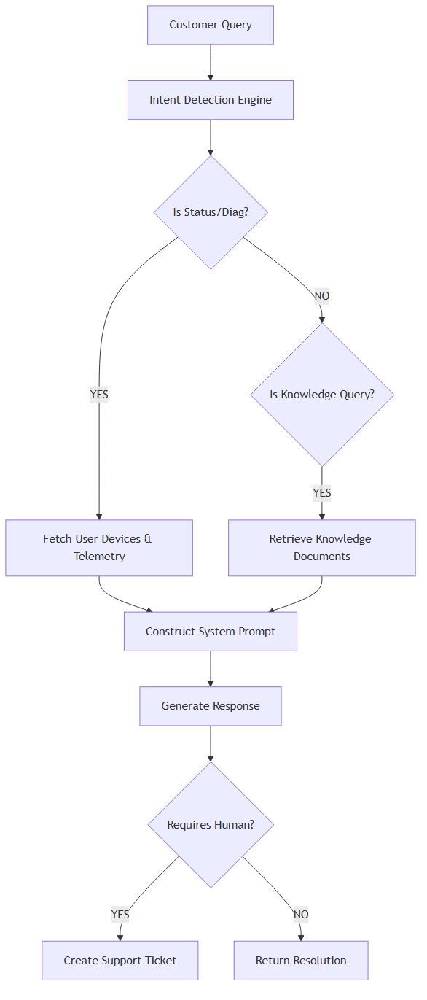 Customer Query
Intent Detection Engine
Is Status/Diag?
NO
YES
Is Knowledge Query?
YES
Fetch User Devices &
Telemetry
Retrieve Knowledge
Documents
Construct System Prompt
Generate Response
Requires Human?
YES
NO
Create Support Ticket
Return Resolution